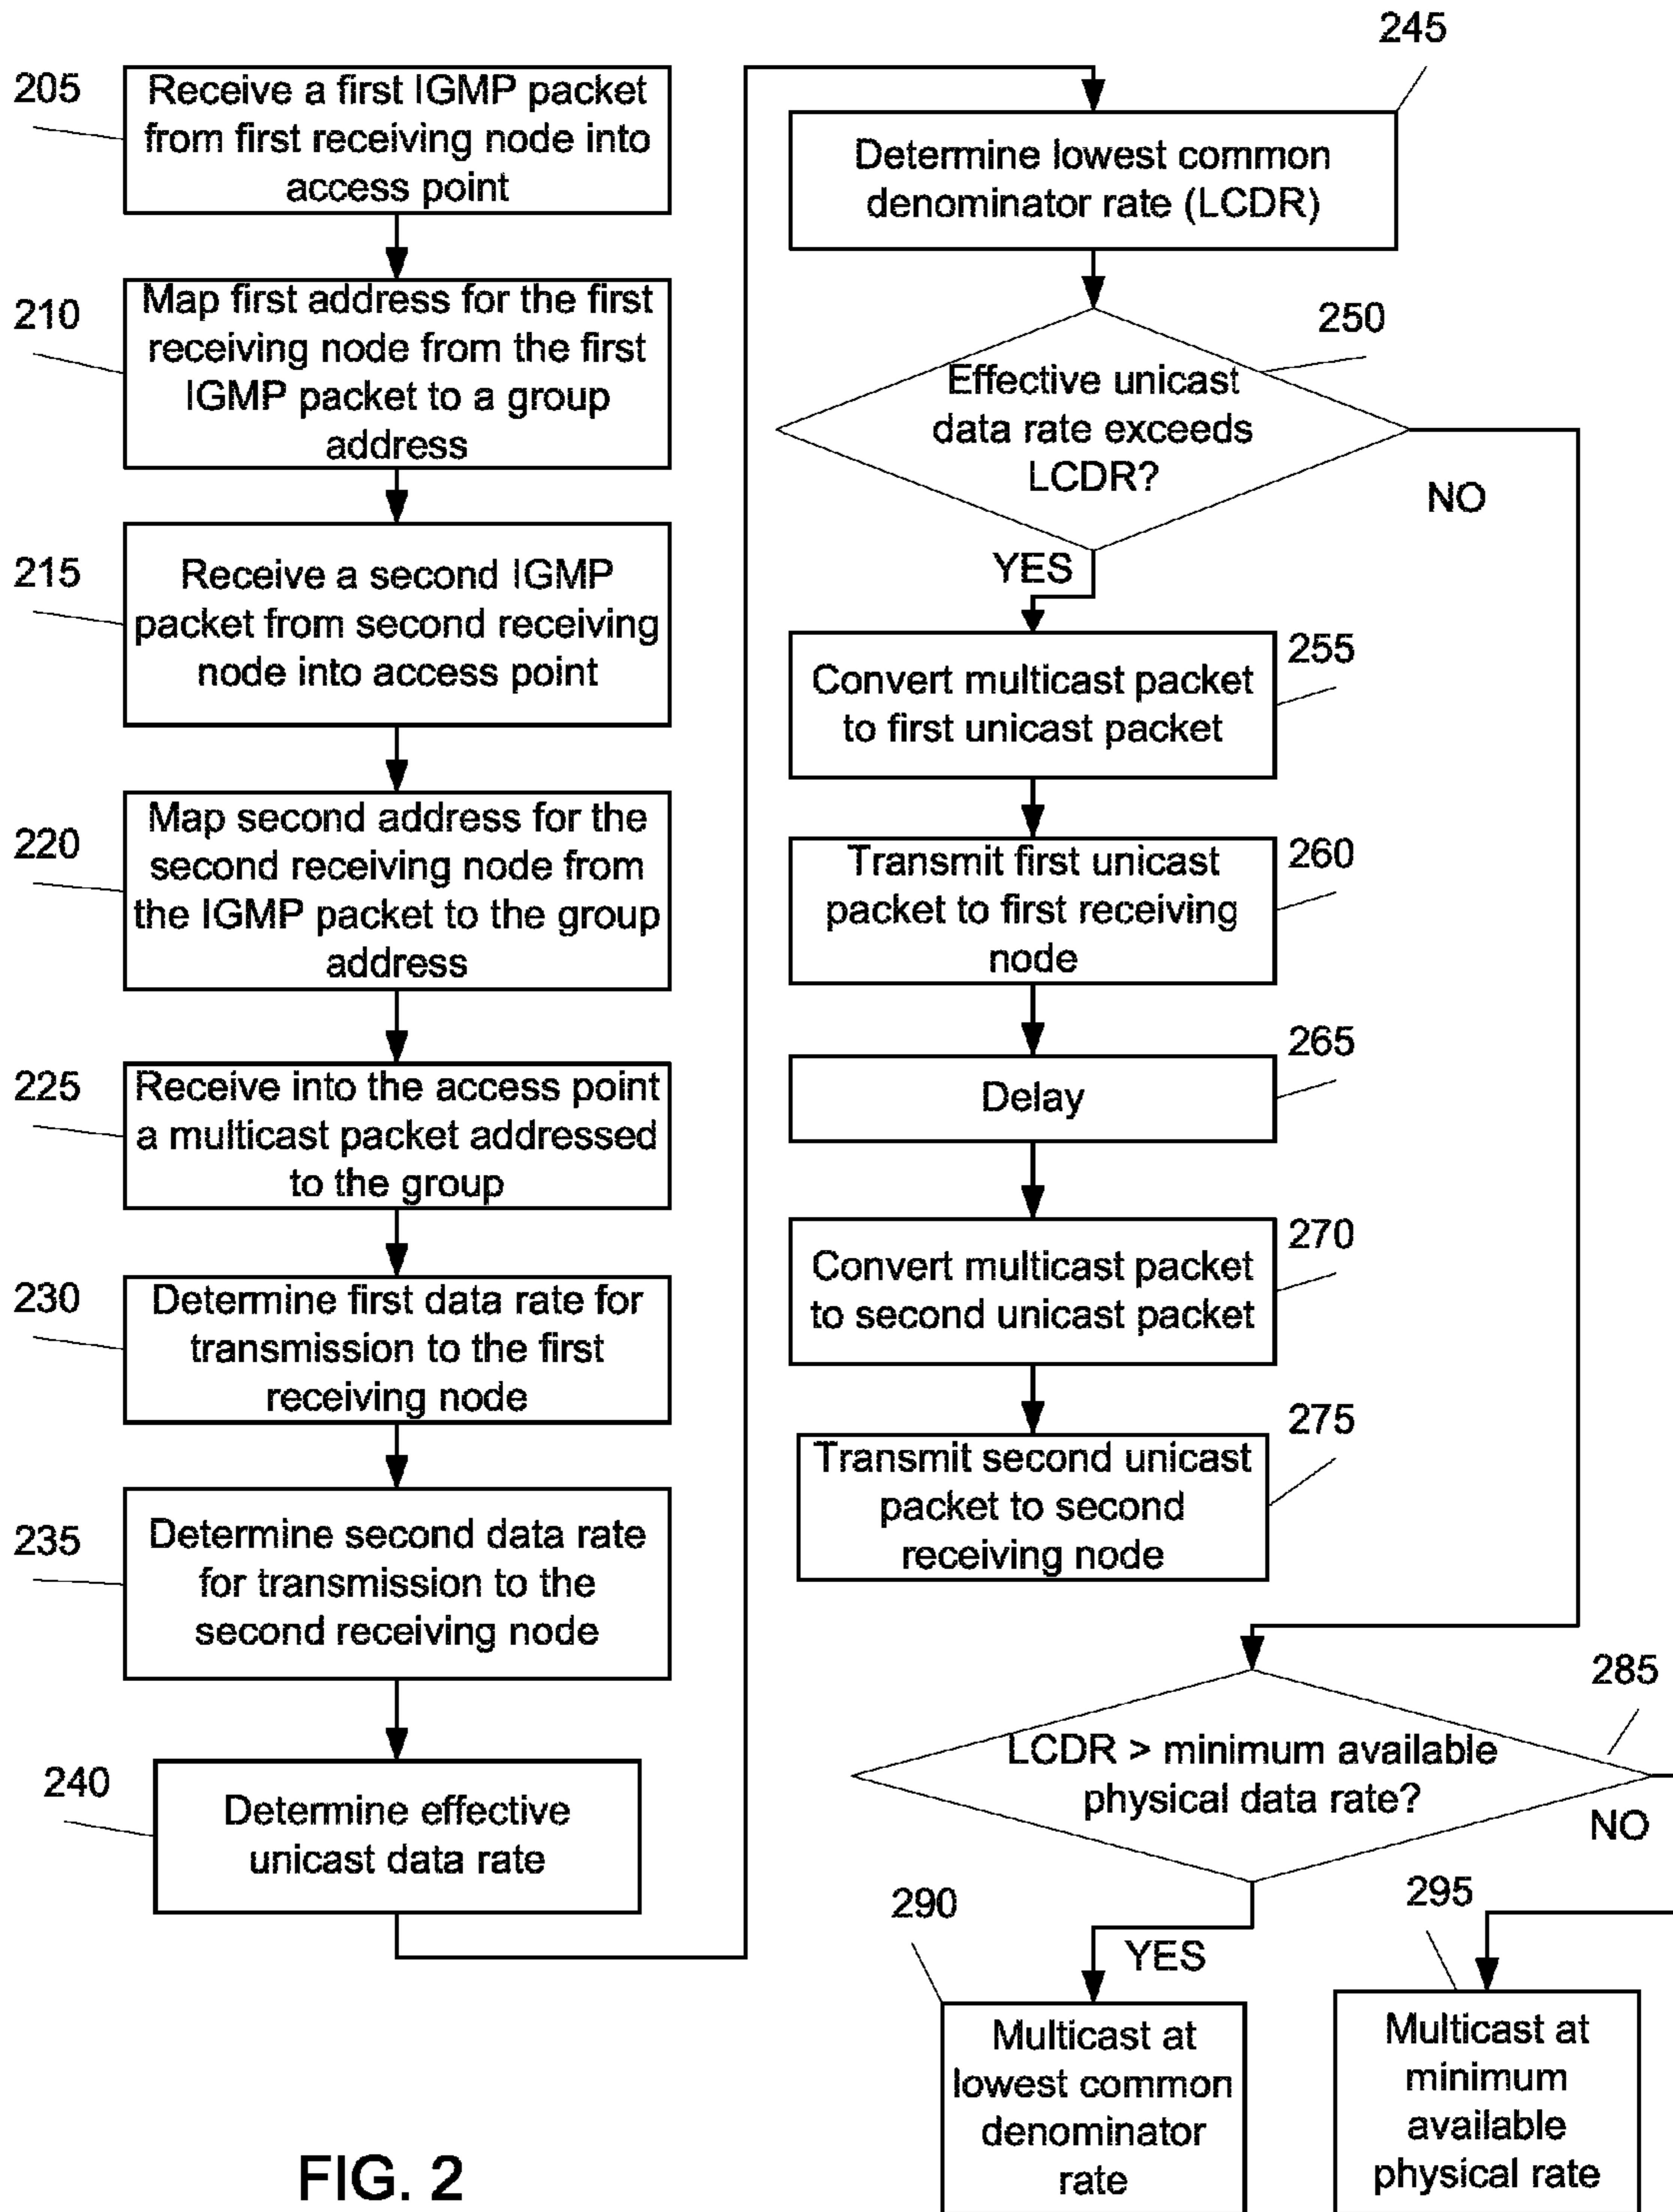 205
Receive a first IGMP packet
from first receiving node into
access point
210
Map first address for the first
receiving node from the first
IGMP packet to a group
address
215
Receive a second IGMP
packet from second receiving
node into access point
220
Map second address for the
second receiving node from
the IGMP packet to the group
address
225
Receive into the access point
a multicast packet addressed
to the group
230
Determine first data rate for
transmission to the first
receiving node
235
Determine second data rate
for transmission to the
second receiving node
240
Determine effective
unicast data rate
245
Determine lowest common
denominator rate (LCDR)
250
Effective unicast
data rate exceeds
LCDR?
NO
YES
255
Convert multicast packet
to first unicast packet
260
Transmit first unicast
packet to first receiving
node
265
Delay
270
Convert multicast packet
to second unicast packet
275
Transmit second unicast
packet to second
receiving node
285
LCDR > minimum available
physical data rate?
NO
YES
290
Multicast at
lowest common
denominator
rate
295
Multicast at
minimum
available
physical rate
FIG. 2